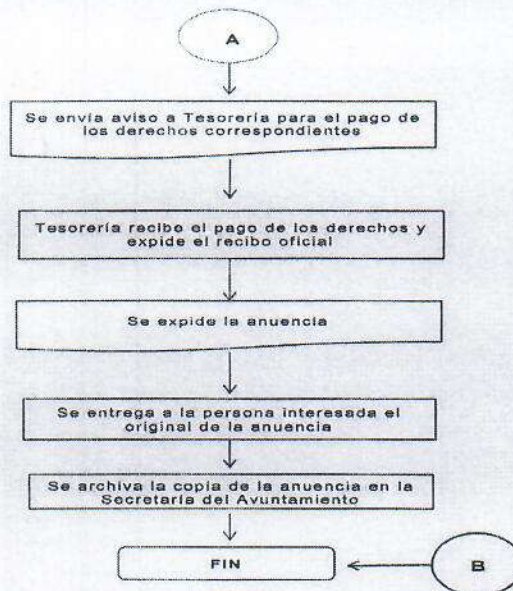 A
Se envía aviso a Tesorería para el pago de
los derechos correspondientes
Tesorería recibe el pago de los derechos y
expide el recibo oficial
Se expide la anuencia
Se entrega a la persona interesada el
original de la anuencia
Se archiva la copia de la anuencia en la
Secretaría del Ayuntamiento
FIN
B